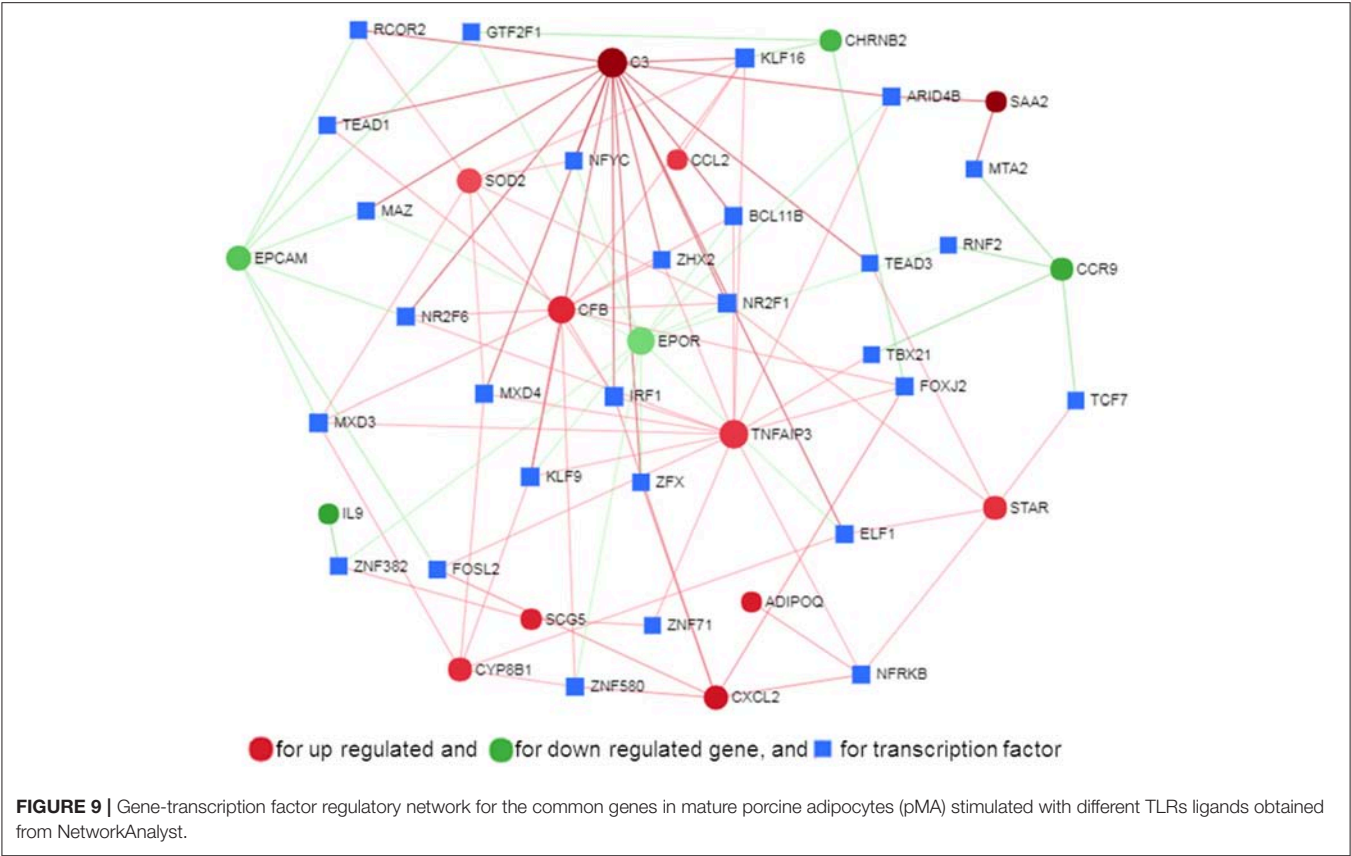 RCOR2
GTF2F1
CHRNB2
C3
KLF16
ARID4B
SAA2
TEAD1
NFYC
CCL2
MTA2
SOD2
MAZ
BCL11B
RNF2
EPCAM
ZHX2
TEAD3
CCR9
NR2F6
CFB
NR2F1
EPOR
TBX21
FOXJ2
MXD4
IRF1
TCF7
MXD3
TNFAIP3
KLF9
ZFX
STAR
IL9
ELF1
ZNF382
FOSL2
ADIPOQ
SCG5
ZNF71
CYP8B1
NFRKB
ZNF580
CXCL2
for up regulated and for down regulated gene, and for transcription factor
FIGURE 9 | Gene-transcription factor regulatory network for the common genes in mature porcine adipocytes (pMA) stimulated with different TLRs ligands obtained
from NetworkAnalyst.